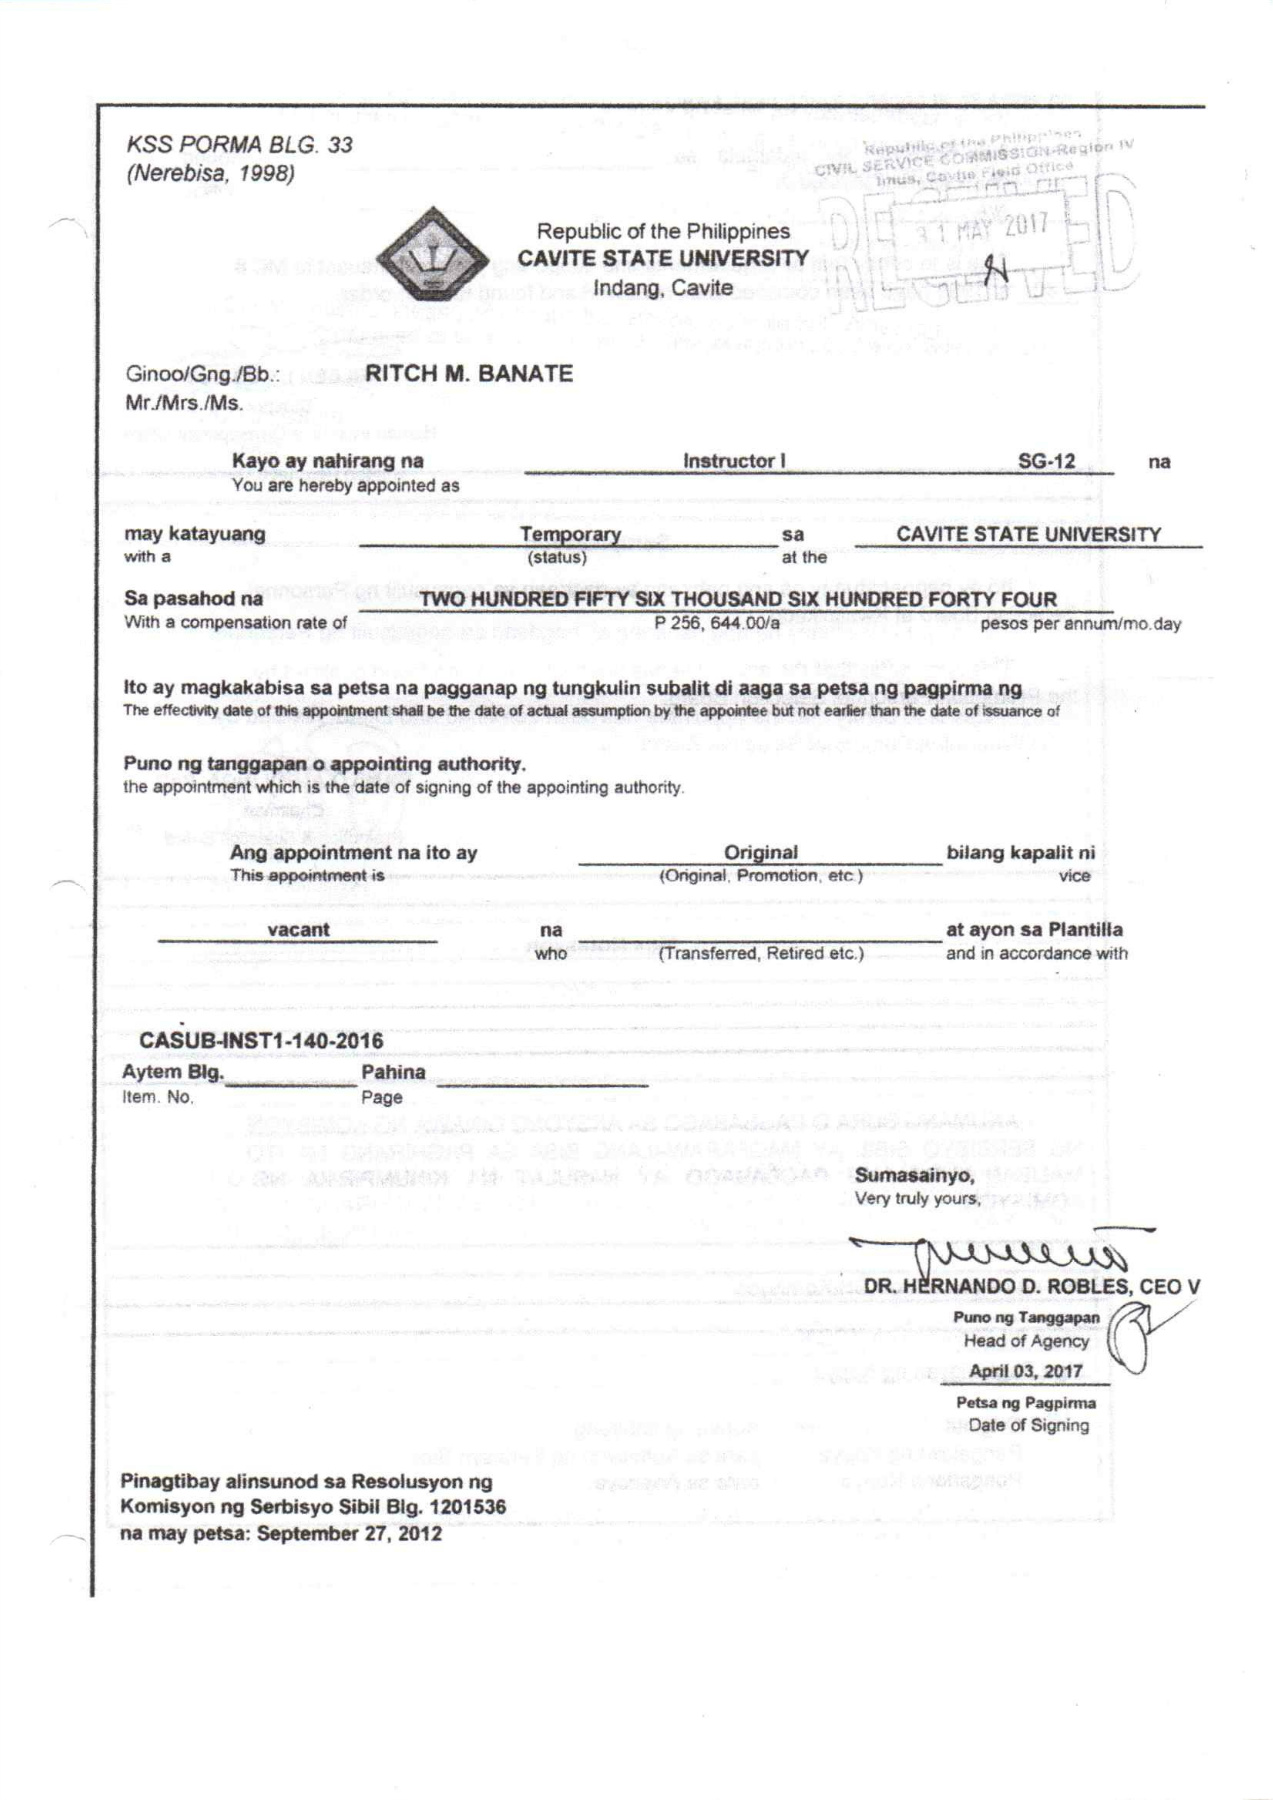 KSS PORMA BLG. 33
(Nerebisa, 1998)
Republic of the Philippines
CIVIL SERVICE COMMISSION-Region IV
Imus, Cavite Field Office
RECEIVED
31 MAY 2017
Republic of the Philippines
CAVITE STATE UNIVERSITY
Indang, Cavite
Ginoo/Gng./Bb.: RITCH M. BANATE
Mr./Mrs./Ms.
Kayo ay nahirang na Instructor I SG-12 na
You are hereby appointed as
may katayuang Temporary sa CAVITE STATE UNIVERSITY
with a (status) at the
Sa pasahod na TWO HUNDRED FIFTY SIX THOUSAND SIX HUNDRED FORTY FOUR
With a compensation rate of P 256, 644.00/a pesos per annum/mo.day
Ito ay magkakabisa sa petsa na pagganap ng tungkulin subalit di aaga sa petsa ng pagpirma ng
The effectivity date of this appointment shall be the date of actual assumption by the appointee but not earlier than the date of issuance of
Puno ng tanggapan o appointing authority.
the appointment which is the date of signing of the appointing authority.
Ang appointment na ito ay Original bilang kapalit ni
This appointment is (Original, Promotion, etc.) vice
vacant na at ayon sa Plantilla
who (Transferred, Retired etc.) and in accordance with
CASUB-INST1-140-2016
Aytem Blg. Pahina
Item. No. Page
Sumasainyo,
Very truly yours,
DR. HERNANDO D. ROBLES, CEO V
Puno ng Tanggapan
Head of Agency
April 03, 2017
Petsa ng Pagpirma
Date of Signing
Pinagtibay alinsunod sa Resolusyon ng
Komisyon ng Serbisyo Sibil Blg. 1201536
na may petsa: September 27, 2012